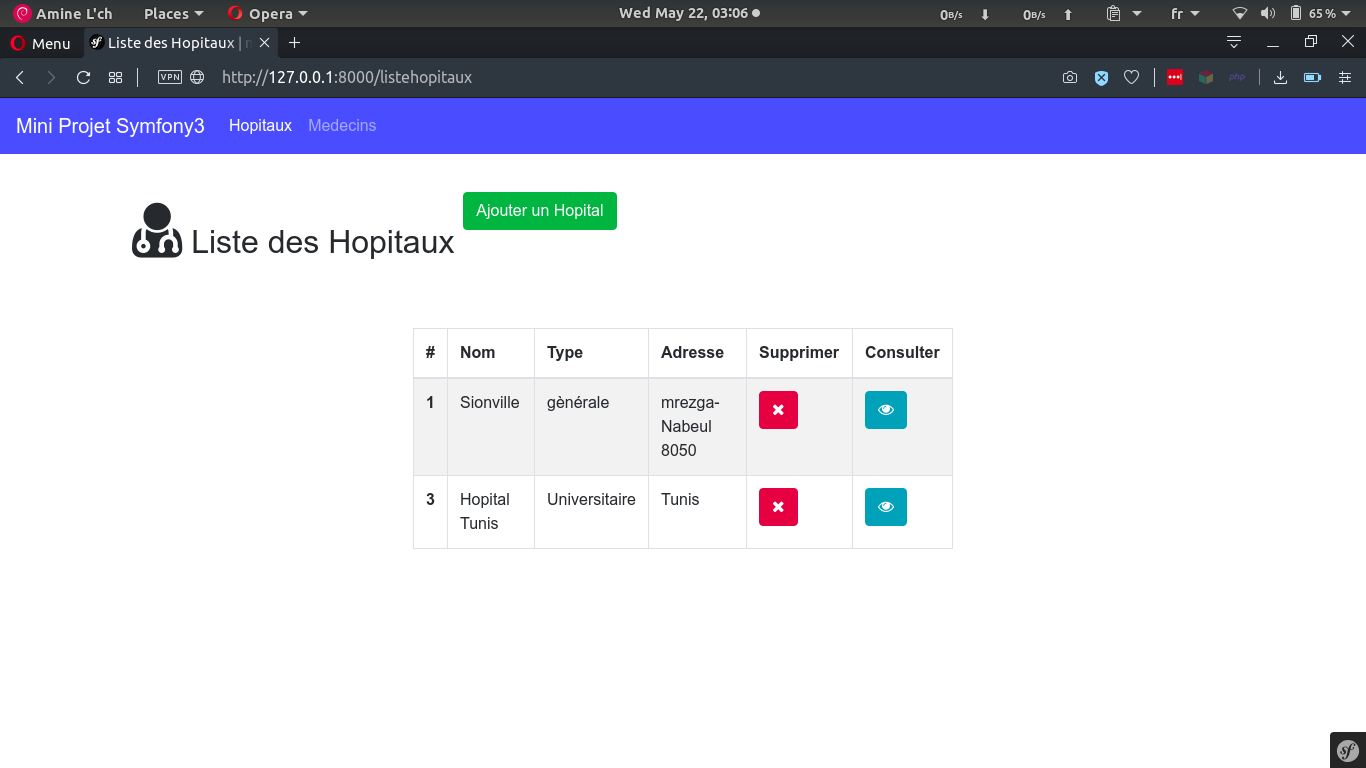 Amine L'ch Places Opera Wed May 22, 03:06 0B/s 0B/s fr 65 %
Menu Liste des Hopitaux |
VPN http://127.0.0.1:8000/listehopitaux php
Mini Projet Symfony3 Hopitaux Medecins
Ajouter un Hopital
Liste des Hopitaux
# Nom Type Adresse Supprimer Consulter
1 Sionville gènérale mrezga-
Nabeul
8050
3 Hopital Universitaire Tunis
Tunis
sf